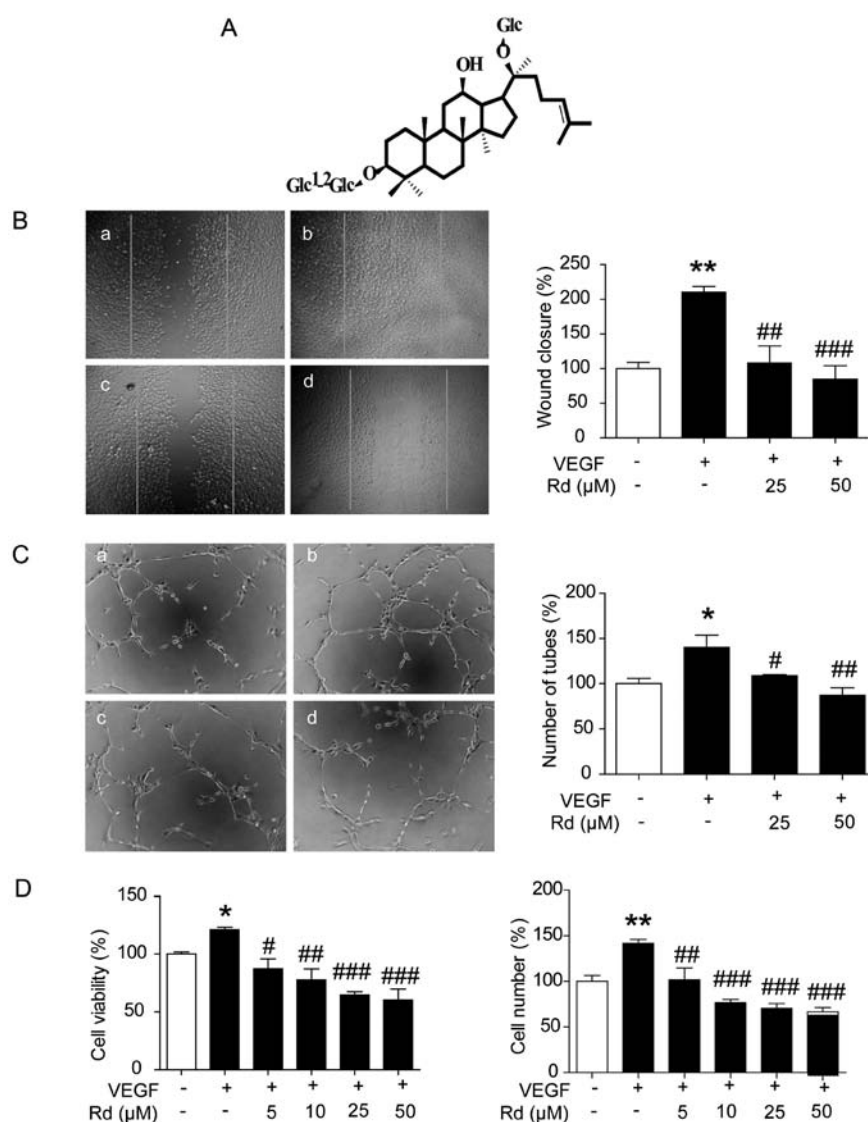 A
Glc
O
OH
Glc1,2Glc
O
B
a
b
c
d
Wound closure (%)
250
200
150
100
50
0
**
##
###
VEGF - + + +
Rd (µM) - - 25 50
C
a
b
c
d
Number of tubes (%)
200
150
100
50
0
*
#
##
VEGF - + + +
Rd (µM) - - 25 50
D
Cell viability (%)
150
100
50
0
*
#
##
###
###
VEGF - + + + + +
Rd (µM) - - 5 10 25 50
Cell number (%)
200
150
100
50
0
**
##
###
###
###
VEGF - + + + + +
Rd (µM) - - 5 10 25 50